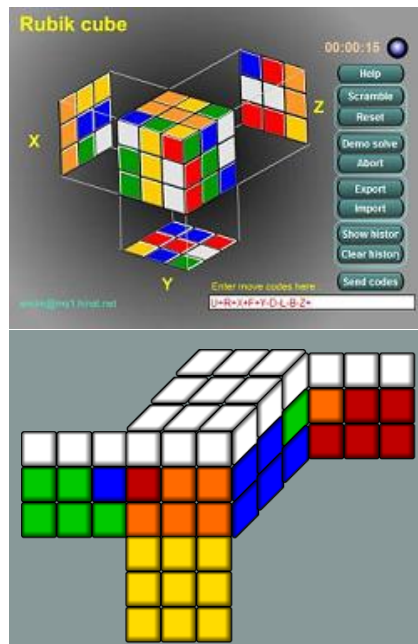 Rubik cube
00:00:15
Help
Scramble
Reset
Demo solve
Abort
Export
Import
Show histor
Clear history
Send codes
X
Z
Y
Enter move codes here
U+R+X+F+Y-D-L-B-Z+